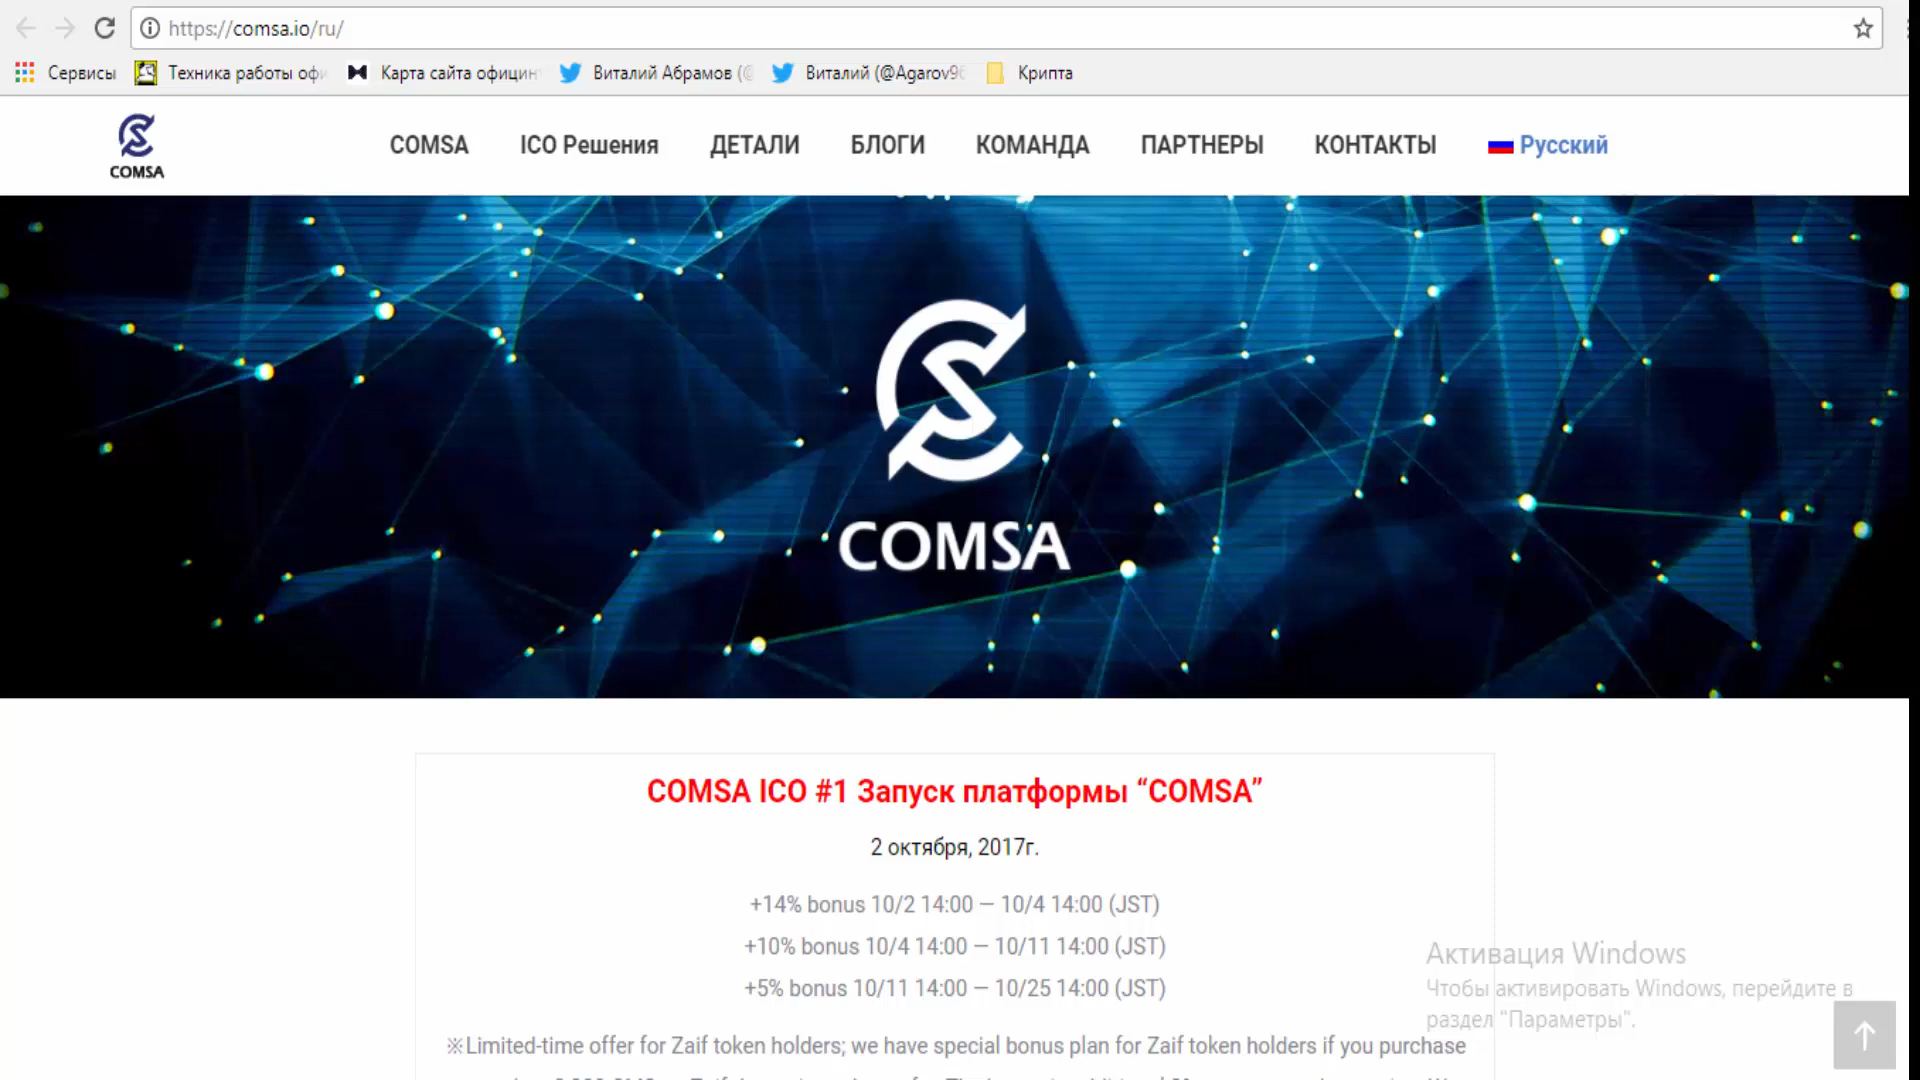 https://comsa.io/ru/
Сервисы Техника работы офи Карта сайта официн Виталий Абрамов (@ Виталий (@Agarov96 Крипта
COMSA
COMSA ICO Решения ДЕТАЛИ БЛОГИ КОМАНДА ПАРТНЕРЫ КОНТАКТЫ Русский
COMSA
COMSA ICO #1 Запуск платформы “COMSA”
2 октября, 2017г.
+14% bonus 10/2 14:00 — 10/4 14:00 (JST)
+10% bonus 10/4 14:00 — 10/11 14:00 (JST)
+5% bonus 10/11 14:00 — 10/25 14:00 (JST)
Активация Windows
Чтобы активировать Windows, перейдите в
раздел "Параметры".
※Limited-time offer for Zaif token holders; we have special bonus plan for Zaif token holders if you purchase